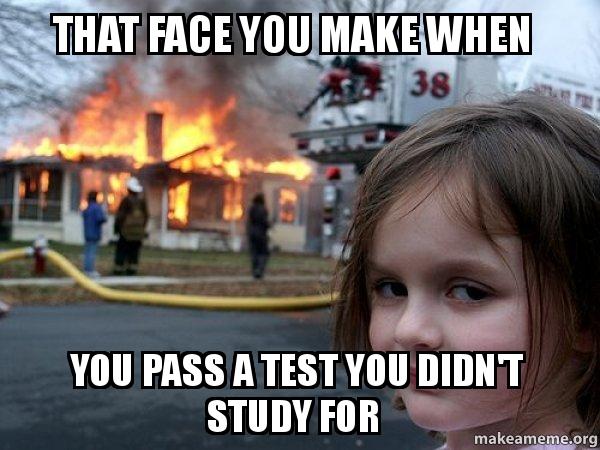 THAT FACE YOU MAKE WHEN
38
YOU PASS A TEST YOU DIDN'T
STUDY FOR
makeameme.org